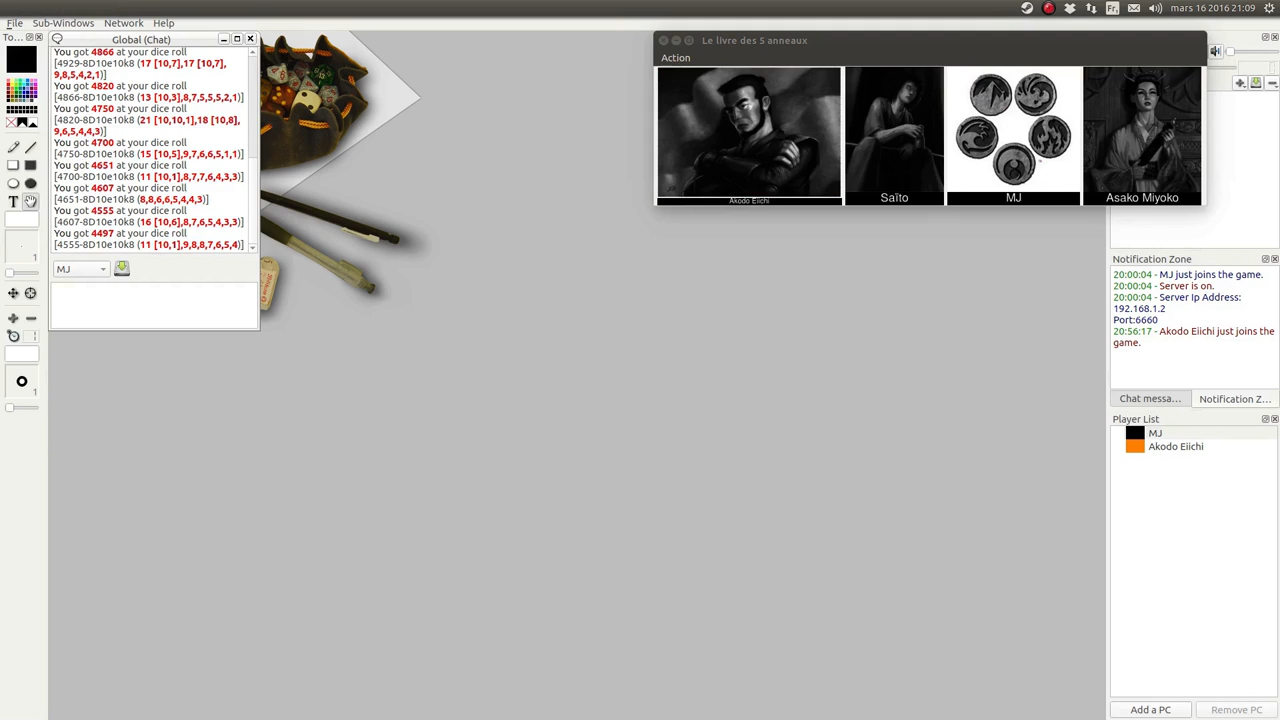 Fr
mars 16 2016 21:09
File Sub-Windows Network Help
To...
Global (Chat)
You got 4866 at your dice roll
[4929-8D10e10k8 (17 [10,7],17 [10,7],
9,8,5,4,2,1)]
You got 4820 at your dice roll
[4866-8D10e10k8 (13 [10,3],8,7,5,5,5,2,1)]
You got 4750 at your dice roll
[4820-8D10e10k8 (21 [10,10,1],18 [10,8],
9,6,5,4,4,3)]
You got 4700 at your dice roll
[4750-8D10e10k8 (15 [10,5],9,7,6,6,5,1,1)]
You got 4651 at your dice roll
[4700-8D10e10k8 (11 [10,1],8,7,7,6,4,3,3)]
You got 4607 at your dice roll
[4651-8D10e10k8 (8,8,6,6,5,4,4,3)]
You got 4555 at your dice roll
[4607-8D10e10k8 (16 [10,6],8,7,6,5,4,3,3)]
You got 4497 at your dice roll
[4555-8D10e10k8 (11 [10,1],9,8,8,7,6,5,4)]
MJ
T
1
1
Le livre des 5 anneaux
Action
Akodo Eiichi
Saïto
MJ
Asako Miyoko
Notification Zone
20:00:04 - MJ just joins the game.
20:00:04 - Server is on.
20:00:04 - Server Ip Address:
192.168.1.2
Port:6660
20:56:17 - Akodo Eiichi just joins the
game.
Chat messa... Notification Z...
Player List
MJ
Akodo Eiichi
Add a PC Remove PC